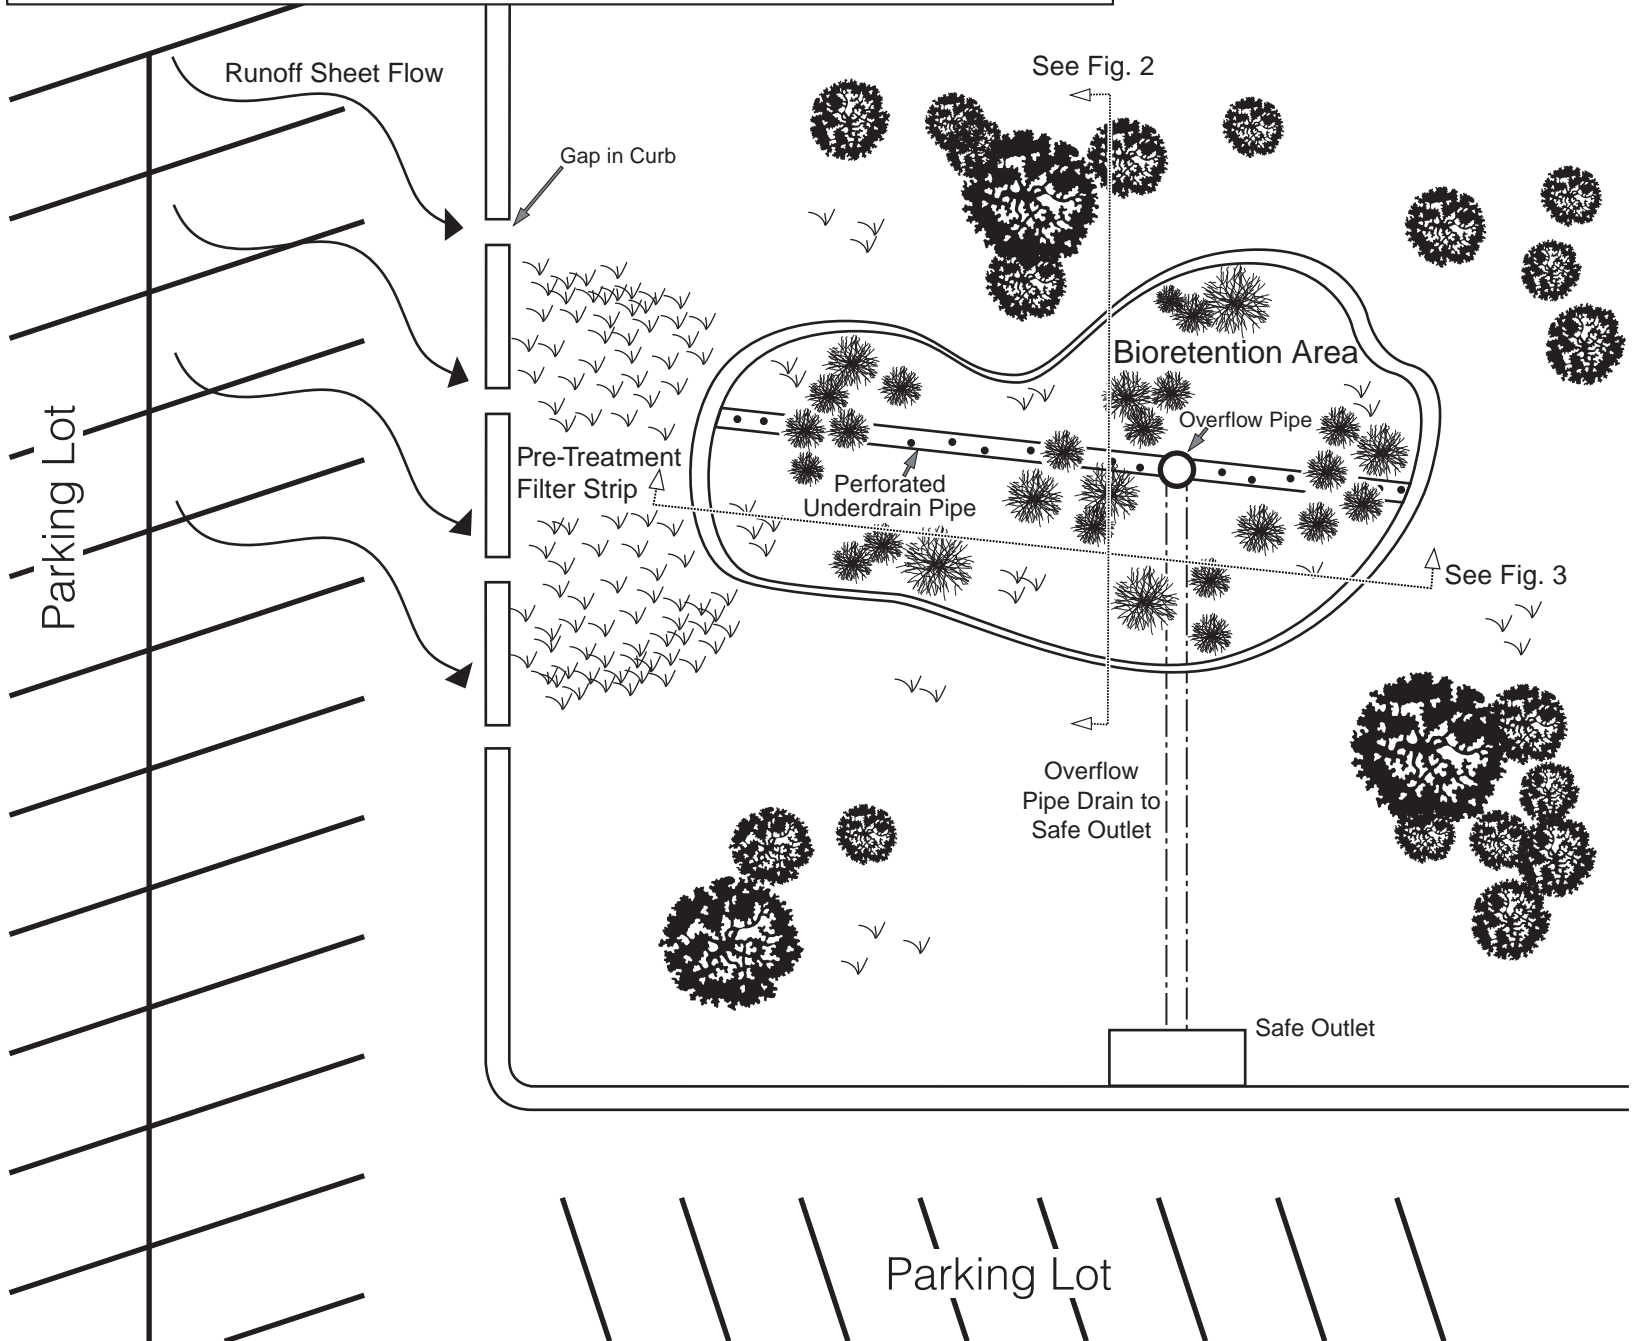 Runoff Sheet Flow
See Fig. 2
Gap in Curb
Bioretention Area
Overflow Pipe
Parking Lot
Pre-Treatment
Filter Strip
Perforated
Underdrain Pipe
See Fig. 3
Overflow
Pipe Drain to
Safe Outlet
Safe Outlet
Parking Lot